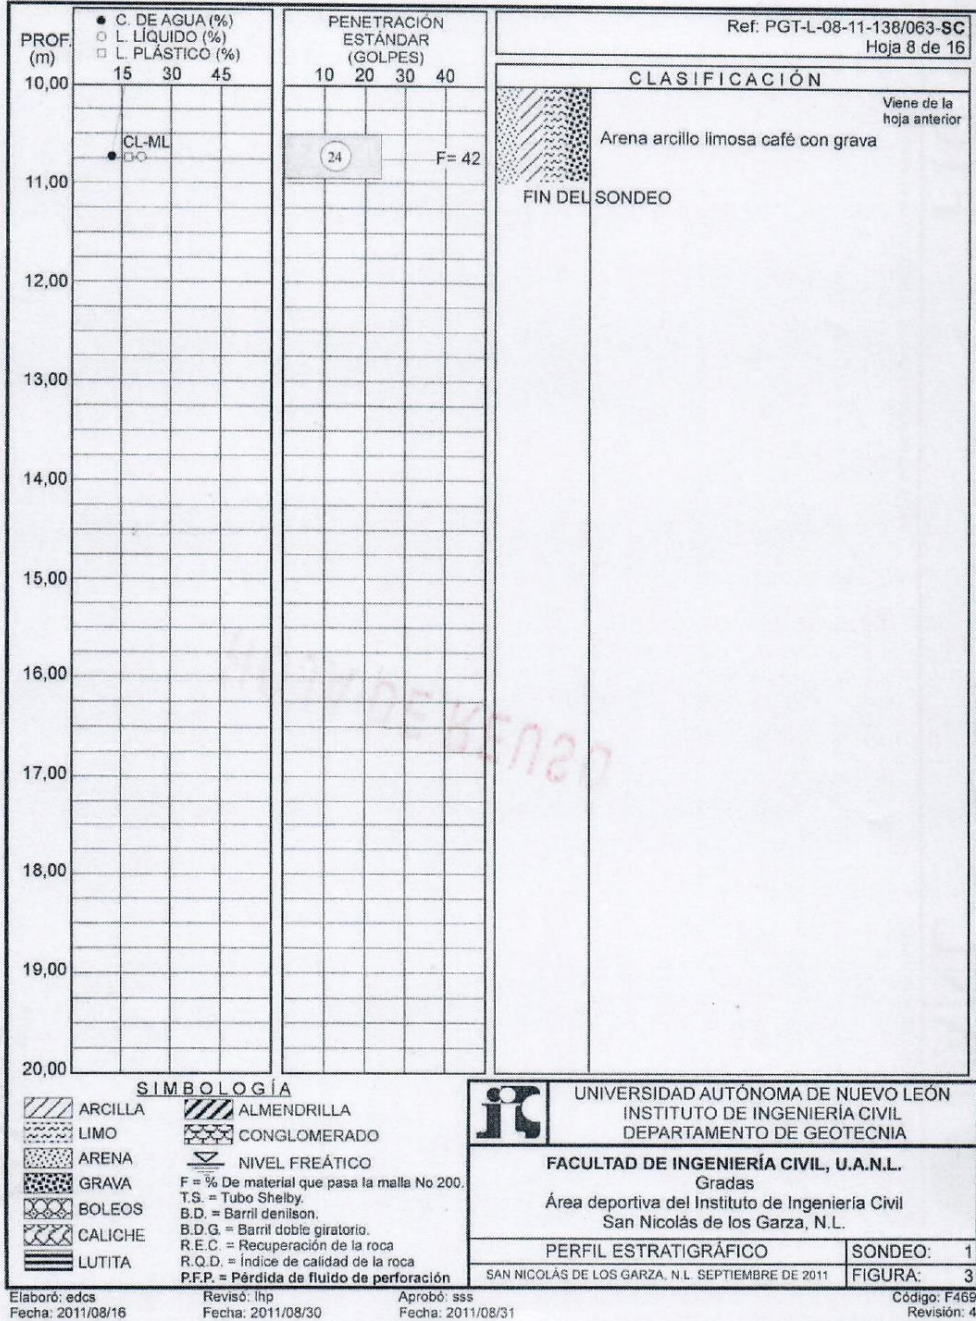 PROF.
(m)
● C. DE AGUA (%)
○ L. LÍQUIDO (%)
□ L. PLÁSTICO (%)
15 30 45
PENETRACIÓN
ESTÁNDAR
(GOLPES)
10 20 30 40
Ref: PGT-L-08-11-138/063-SC
Hoja 8 de 16
CLASIFICACIÓN
10,00
Viene de la
hoja anterior
CL-ML
24
F= 42
Arena arcillo limosa café con grava
11,00
FIN DEL SONDEO
12,00
13,00
14,00
15,00
16,00
17,00
18,00
19,00
20,00
SIMBOLOGÍA
ARCILLA
LIMO
ARENA
GRAVA
BOLEOS
CALICHE
LUTITA
ALMENDRILLA
CONGLOMERADO
NIVEL FREÁTICO
F = % De material que pasa la malla No 200.
T.S. = Tubo Shelby.
B.D. = Barril denilson.
B.D.G. = Barril doble giratorio.
R.E.C. = Recuperación de la roca
R.Q.D. = Índice de calidad de la roca
P.F.P. = Pérdida de fluido de perforación
UNIVERSIDAD AUTÓNOMA DE NUEVO LEÓN
INSTITUTO DE INGENIERÍA CIVIL
DEPARTAMENTO DE GEOTECNIA
FACULTAD DE INGENIERÍA CIVIL, U.A.N.L.
Gradas
Área deportiva del Instituto de Ingeniería Civil
San Nicolás de los Garza, N.L.
PERFIL ESTRATIGRÁFICO
SONDEO: 1
SAN NICOLÁS DE LOS GARZA, N.L. SEPTIEMBRE DE 2011
FIGURA: 3
Elaboró: edcs
Fecha: 2011/08/16
Revisó: lhp
Fecha: 2011/08/30
Aprobó: sss
Fecha: 2011/08/31
Código: F469
Revisión: 4